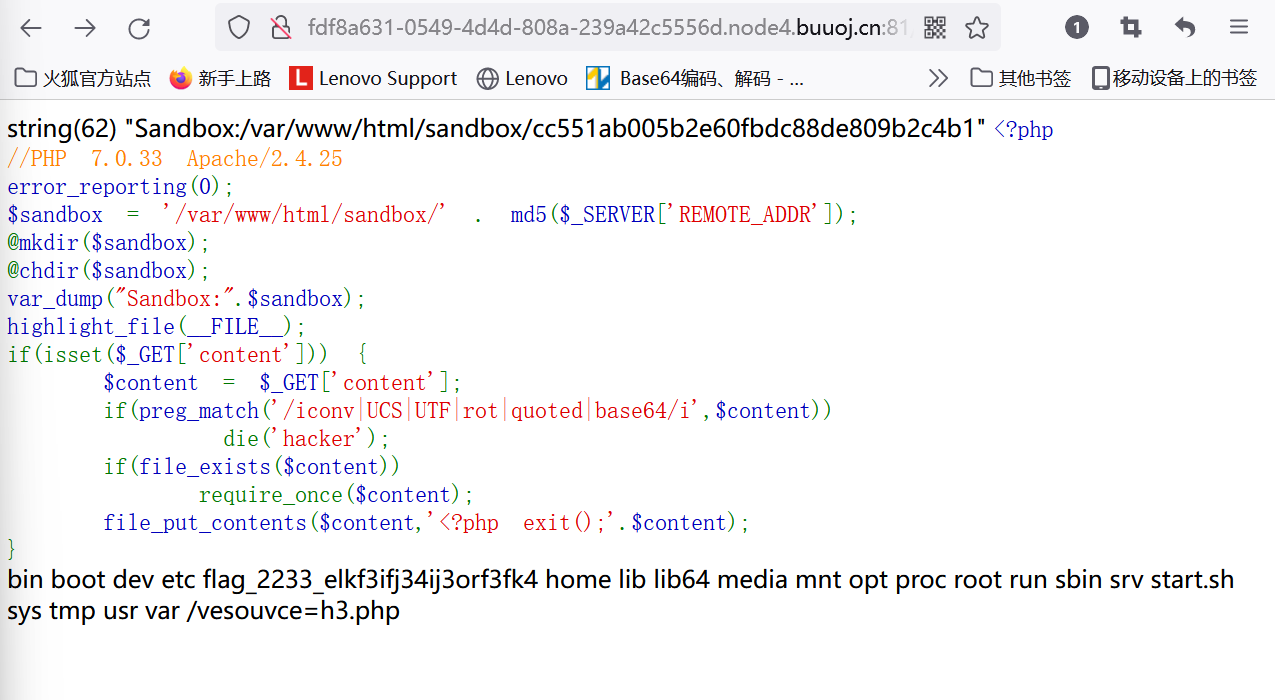 fdf8a631-0549-4d4d-808a-239a42c5556d.node4.buuoj.cn:81
1
火狐官方站点 新手上路 L Lenovo Support Lenovo Base64编码、解码 - ... 其他书签 移动设备上的书签
string(62) "Sandbox:/var/www/html/sandbox/cc551ab005b2e60fbdc88de809b2c4b1" <?php
//PHP 7.0.33 Apache/2.4.25
error_reporting(0);
$sandbox = '/var/www/html/sandbox/' . md5($_SERVER['REMOTE_ADDR']);
@mkdir($sandbox);
@chdir($sandbox);
var_dump("Sandbox:".$sandbox);
highlight_file(__FILE__);
if(isset($_GET['content'])) {
$content = $_GET['content'];
if(preg_match('/iconv|UCS|UTF|rot|quoted|base64/i',$content))
die('hacker');
if(file_exists($content))
require_once($content);
file_put_contents($content,'<?php exit();'.$content);
}
bin boot dev etc flag_2233_elkf3ifj34ij3orf3fk4 home lib lib64 media mnt opt proc root run sbin srv start.sh
sys tmp usr var /vesouvce=h3.php